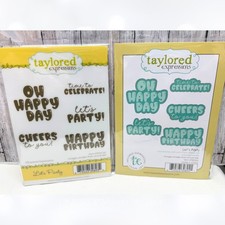 taylored
expressions
OH
HAPPY
DAY
time to
CELEBRATE!
let's
PARTY!
CHEERS
to you!
HAPPY
BIRTHDAY
Let's Party
taylored
expressions
OH
HAPPY
DAY
time to
CELEBRATE!
CHEERS
to you!
let's
PARTY!
HAPPY
BIRTHDAY
te